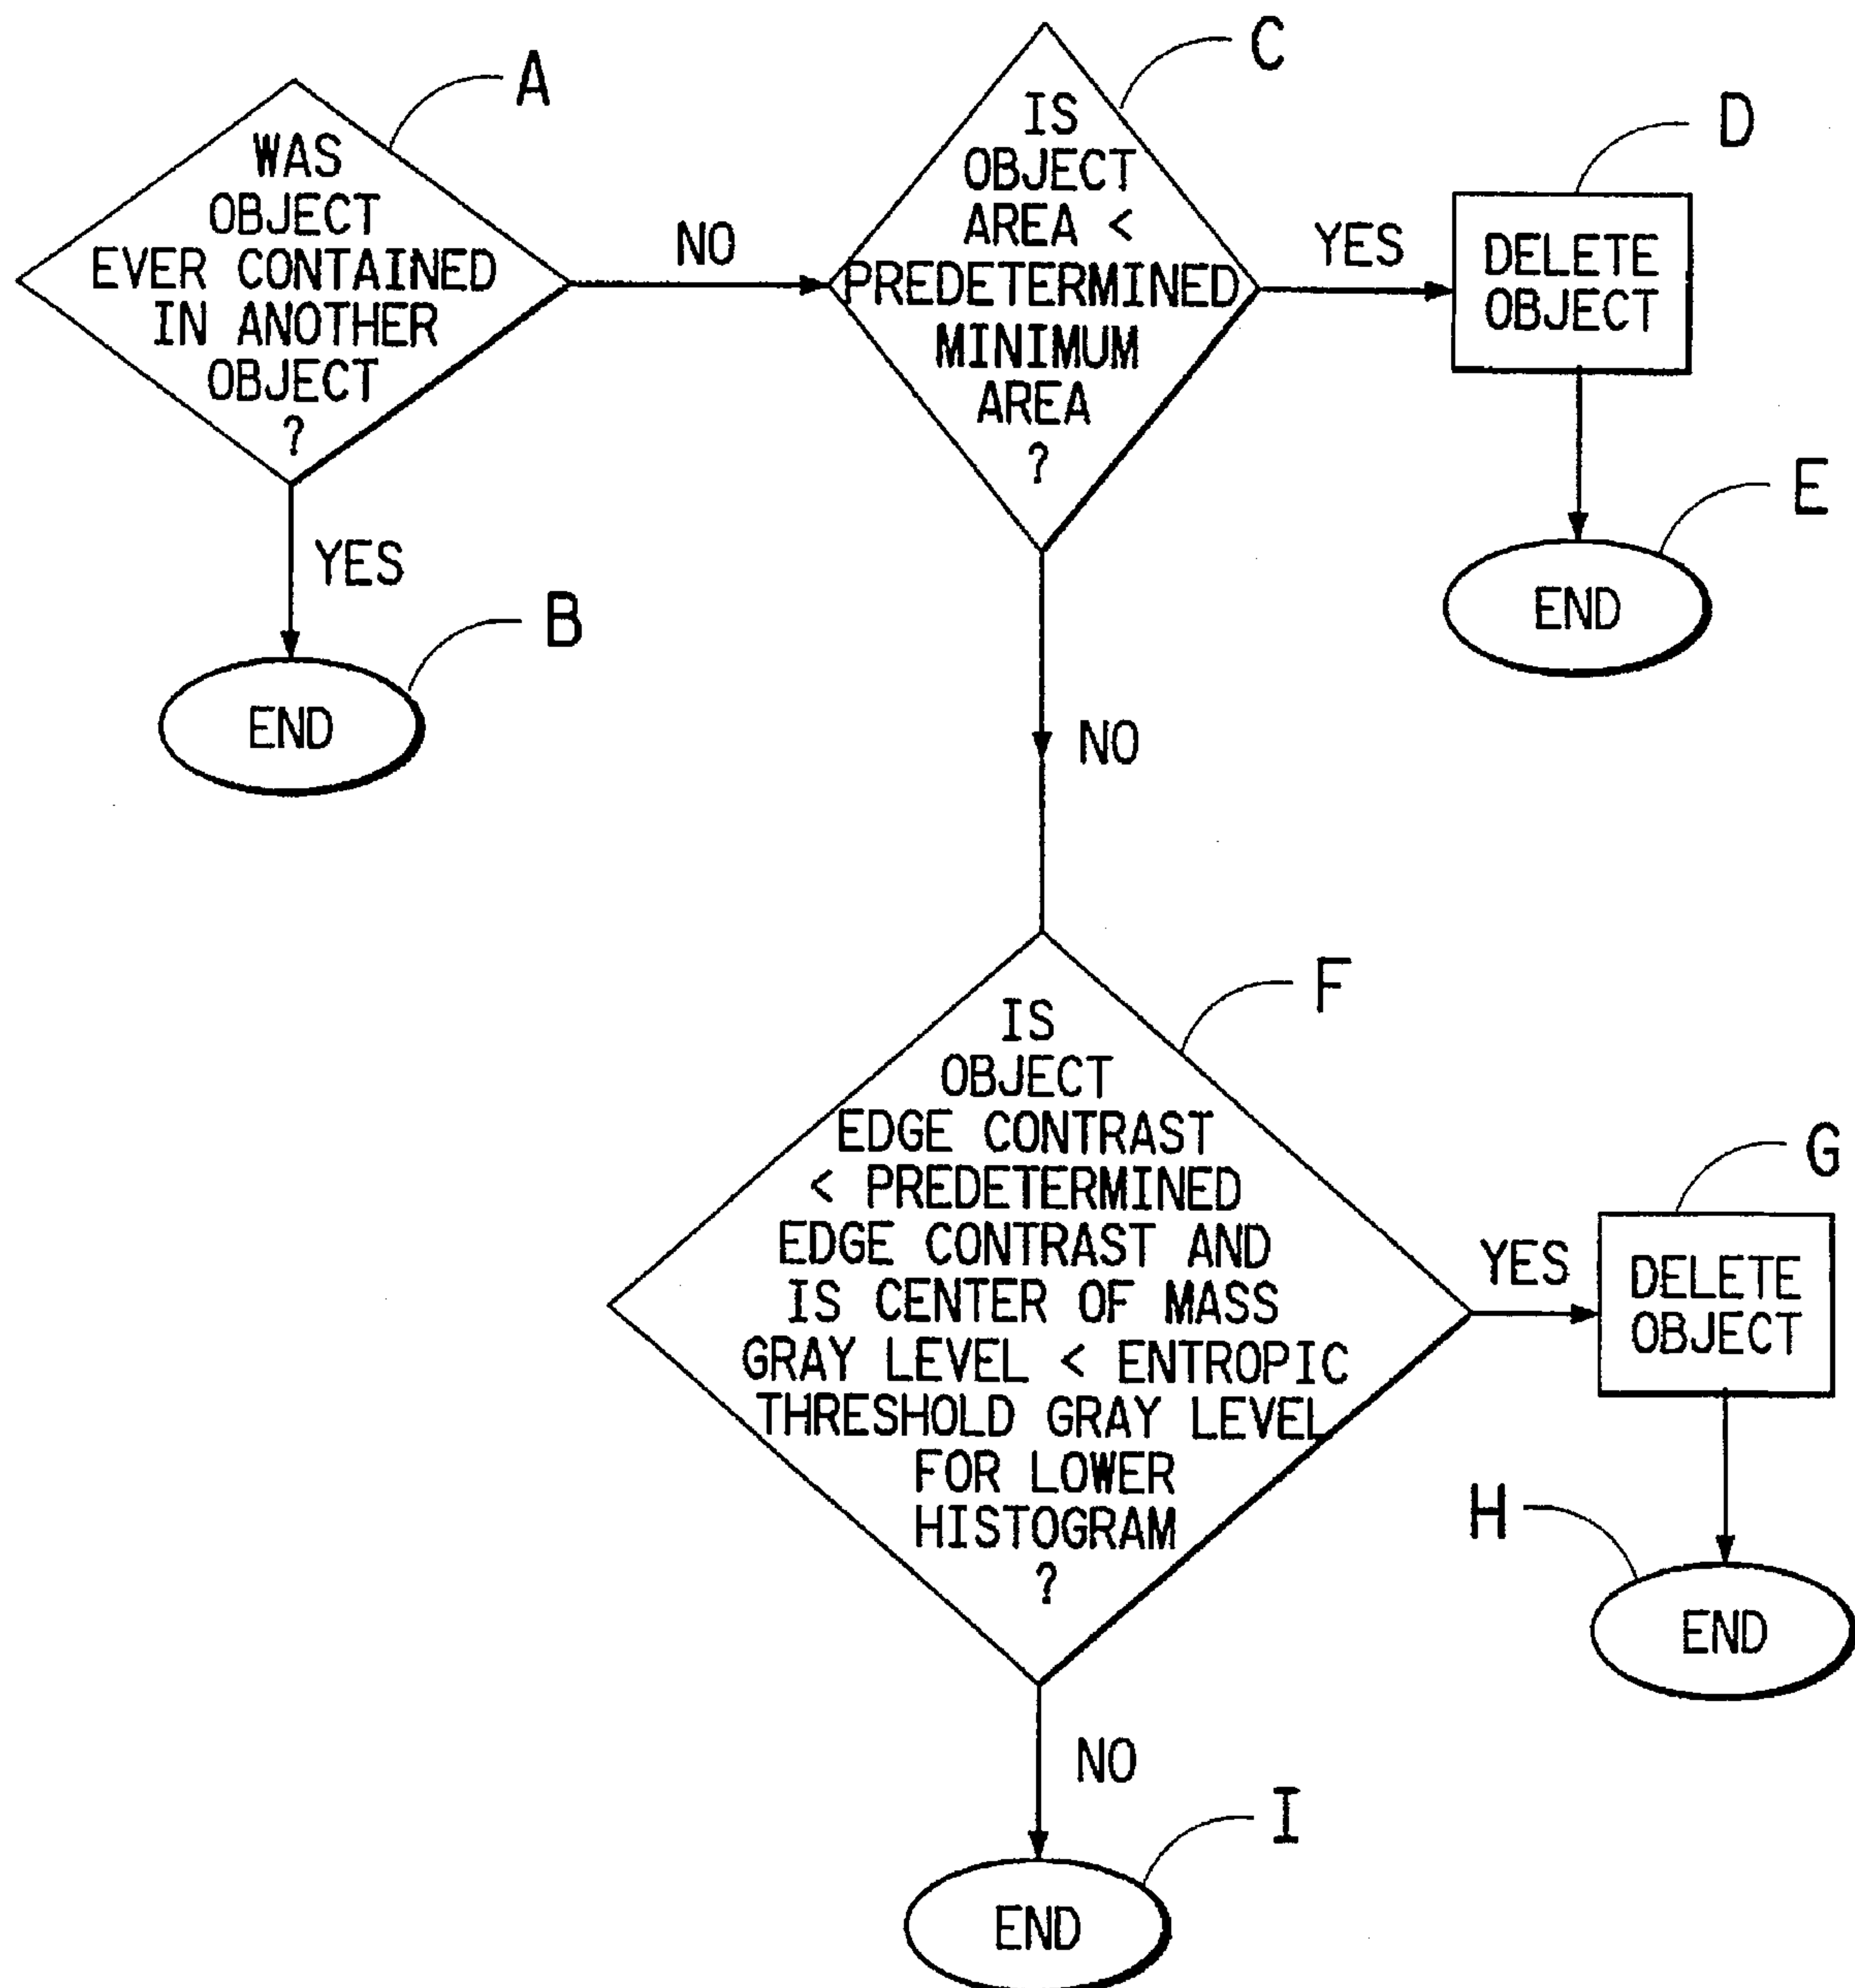 A
WAS
OBJECT
EVER CONTAINED
IN ANOTHER
OBJECT
?
NO
YES
B
END
C
IS
OBJECT
AREA <
PREDETERMINED
MINIMUM
AREA
?
YES
NO
D
DELETE
OBJECT
E
END
F
IS
OBJECT
EDGE CONTRAST
< PREDETERMINED
EDGE CONTRAST AND
IS CENTER OF MASS
GRAY LEVEL < ENTROPIC
THRESHOLD GRAY LEVEL
FOR LOWER
HISTOGRAM
?
YES
G
DELETE
OBJECT
H
END
NO
I
END